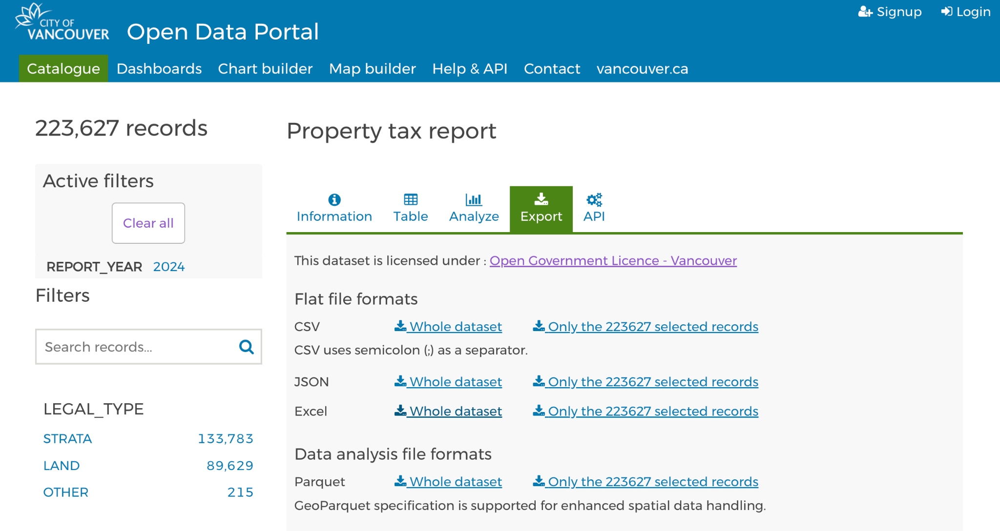 CITY OF
VANCOUVER
Open Data Portal
Signup
Login
Catalogue Dashboards Chart builder Map builder Help & API Contact vancouver.ca
223,627 records
Active filters
Clear all
REPORT_YEAR 2024
Filters
Search records...
LEGAL_TYPE
STRATA 133,783
LAND 89,629
OTHER 215
Property tax report
Information Table Analyze Export API
This dataset is licensed under : Open Government Licence - Vancouver
Flat file formats
CSV Whole dataset Only the 223627 selected records
CSV uses semicolon (;) as a separator.
JSON Whole dataset Only the 223627 selected records
Excel Whole dataset Only the 223627 selected records
Data analysis file formats
Parquet Whole dataset Only the 223627 selected records
GeoParquet specification is supported for enhanced spatial data handling.